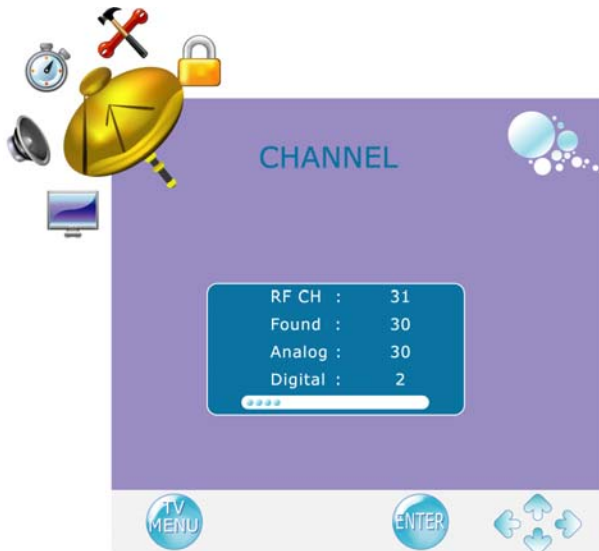 CHANNEL
RF CH : 31
Found : 30
Analog : 30
Digital : 2
TV
MENU
ENTER